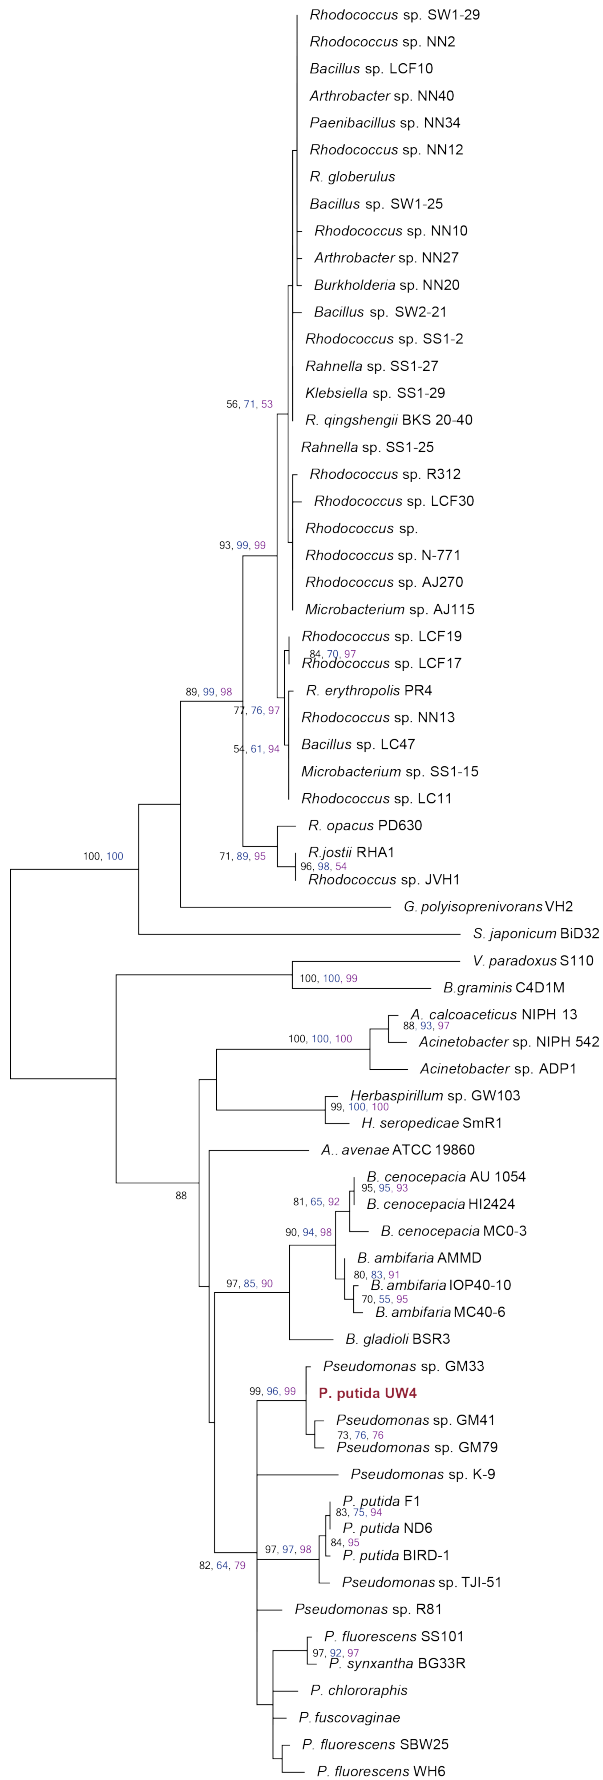 Rhodococcus sp. SW1-29
Rhodococcus sp. NN2
Bacillus sp. LCF10
Arthrobacter sp. NN40
Paenibacillus sp. NN34
Rhodococcus sp. NN12
R. globerulus
Bacillus sp. SW1-25
Rhodococcus sp. NN10
Arthrobacter sp. NN27
Burkholderia sp. NN20
Bacillus sp. SW2-21
Rhodococcus sp. SS1-2
Rahnella sp. SS1-27
Klebsiella sp. SS1-29
56, 71, 53
R. qingshengii BKS 20-40
Rahnella sp. SS1-25
Rhodococcus sp. R312
Rhodococcus sp. LCF30
Rhodococcus sp.
93, 99, 99
Rhodococcus sp. N-771
Rhodococcus sp. AJ270
Microbacterium sp. AJ115
Rhodococcus sp. LCF19
84, 70, 97
Rhodococcus sp. LCF17
89, 99, 98
R. erythropolis PR4
77, 76, 97
Rhodococcus sp. NN13
54, 61, 94
Bacillus sp. LC47
Microbacterium sp. SS1-15
Rhodococcus sp. LC11
R. opacus PD630
100, 100
71, 89, 95
R.jostii RHA1
96, 98, 54
Rhodococcus sp. JVH1
G. polyisoprenivorans VH2
S. japonicum BiD32
V. paradoxus S110
100, 100, 99
B.graminis C4D1M
A. calcoaceticus NIPH 13
88, 93, 97
100, 100, 100
Acinetobacter sp. NIPH 542
Acinetobacter sp. ADP1
Herbaspirillum sp. GW103
99, 100, 100
H. seropedicae SmR1
A.. avenae ATCC 19860
88
B. cenocepacia AU 1054
95, 95, 93
81, 65, 92
B. cenocepacia HI2424
90, 94, 98
B. cenocepacia MC0-3
B. ambifaria AMMD
80, 83, 91
97, 85, 90
B. ambifaria IOP40-10
70, 55, 95
B. ambifaria MC40-6
B. gladioli BSR3
Pseudomonas sp. GM33
99, 96, 99
P. putida UW4
Pseudomonas sp. GM41
73, 76, 76
Pseudomonas sp. GM79
Pseudomonas sp. K-9
P. putida F1
83, 75, 94
P. putida ND6
84, 95
97, 97, 98
P. putida BIRD-1
82, 64, 79
Pseudomonas sp. TJI-51
Pseudomonas sp. R81
P. fluorescens SS101
97, 92, 97
P. synxantha BG33R
P. chlororaphis
P. fuscovaginae
P. fluorescens SBW25
P. fluorescens WH6